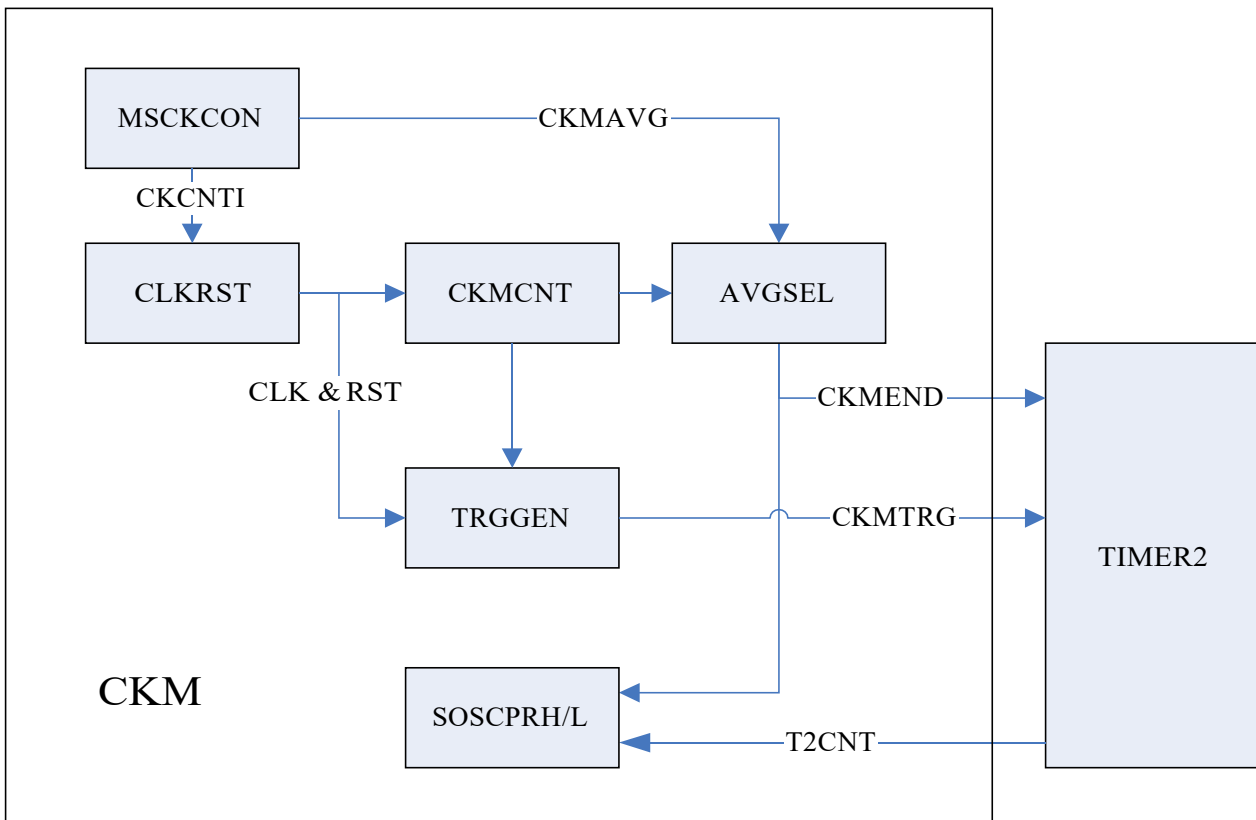 MSCKCON
CKMAVG
CKCNTI
CLKRST
CKMCNT
AVGSEL
CLK & RST
CKMEND
TRGGEN
CKMTRG
TIMER2
CKM
SOSCPRH/L
T2CNT